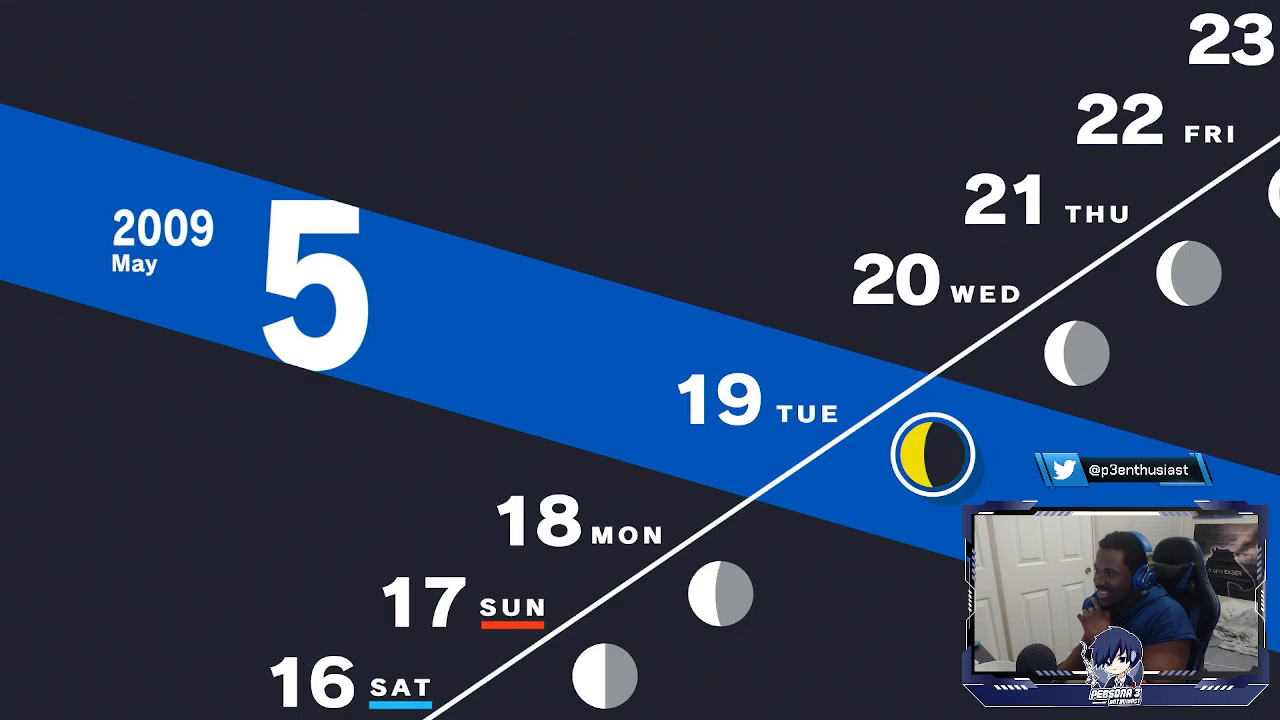 23
22 FRI
21 THU
20 WED
2009
May
5
19 TUE
@p3enthusiast
18 MON
17 SUN
16 SAT
PERSONA 3
ENTHUSIAST